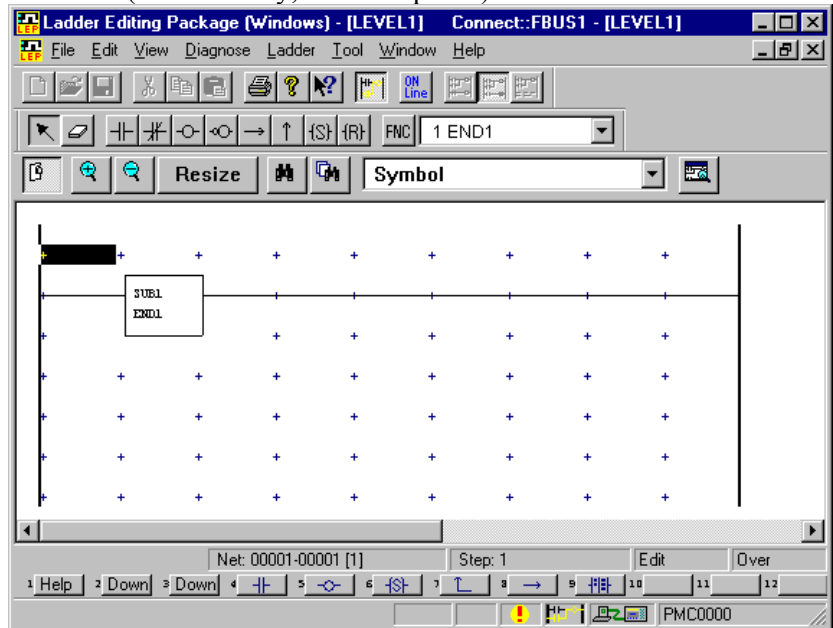 Ladder Editing Package (Windows) - [LEVEL1] Connect::FBUS1 - [LEVEL1]
LEP File Edit View Diagnose Ladder Tool Window Help
ON Line
{S} {R} FNC 1 END1
Resize Symbol
SUB1
END1
Net: 00001-00001 [1] Step: 1 Edit Over
1 Help 2 Down 3 Down 4 5 6 {S} 7 8 9 10 11 12
PMC0000